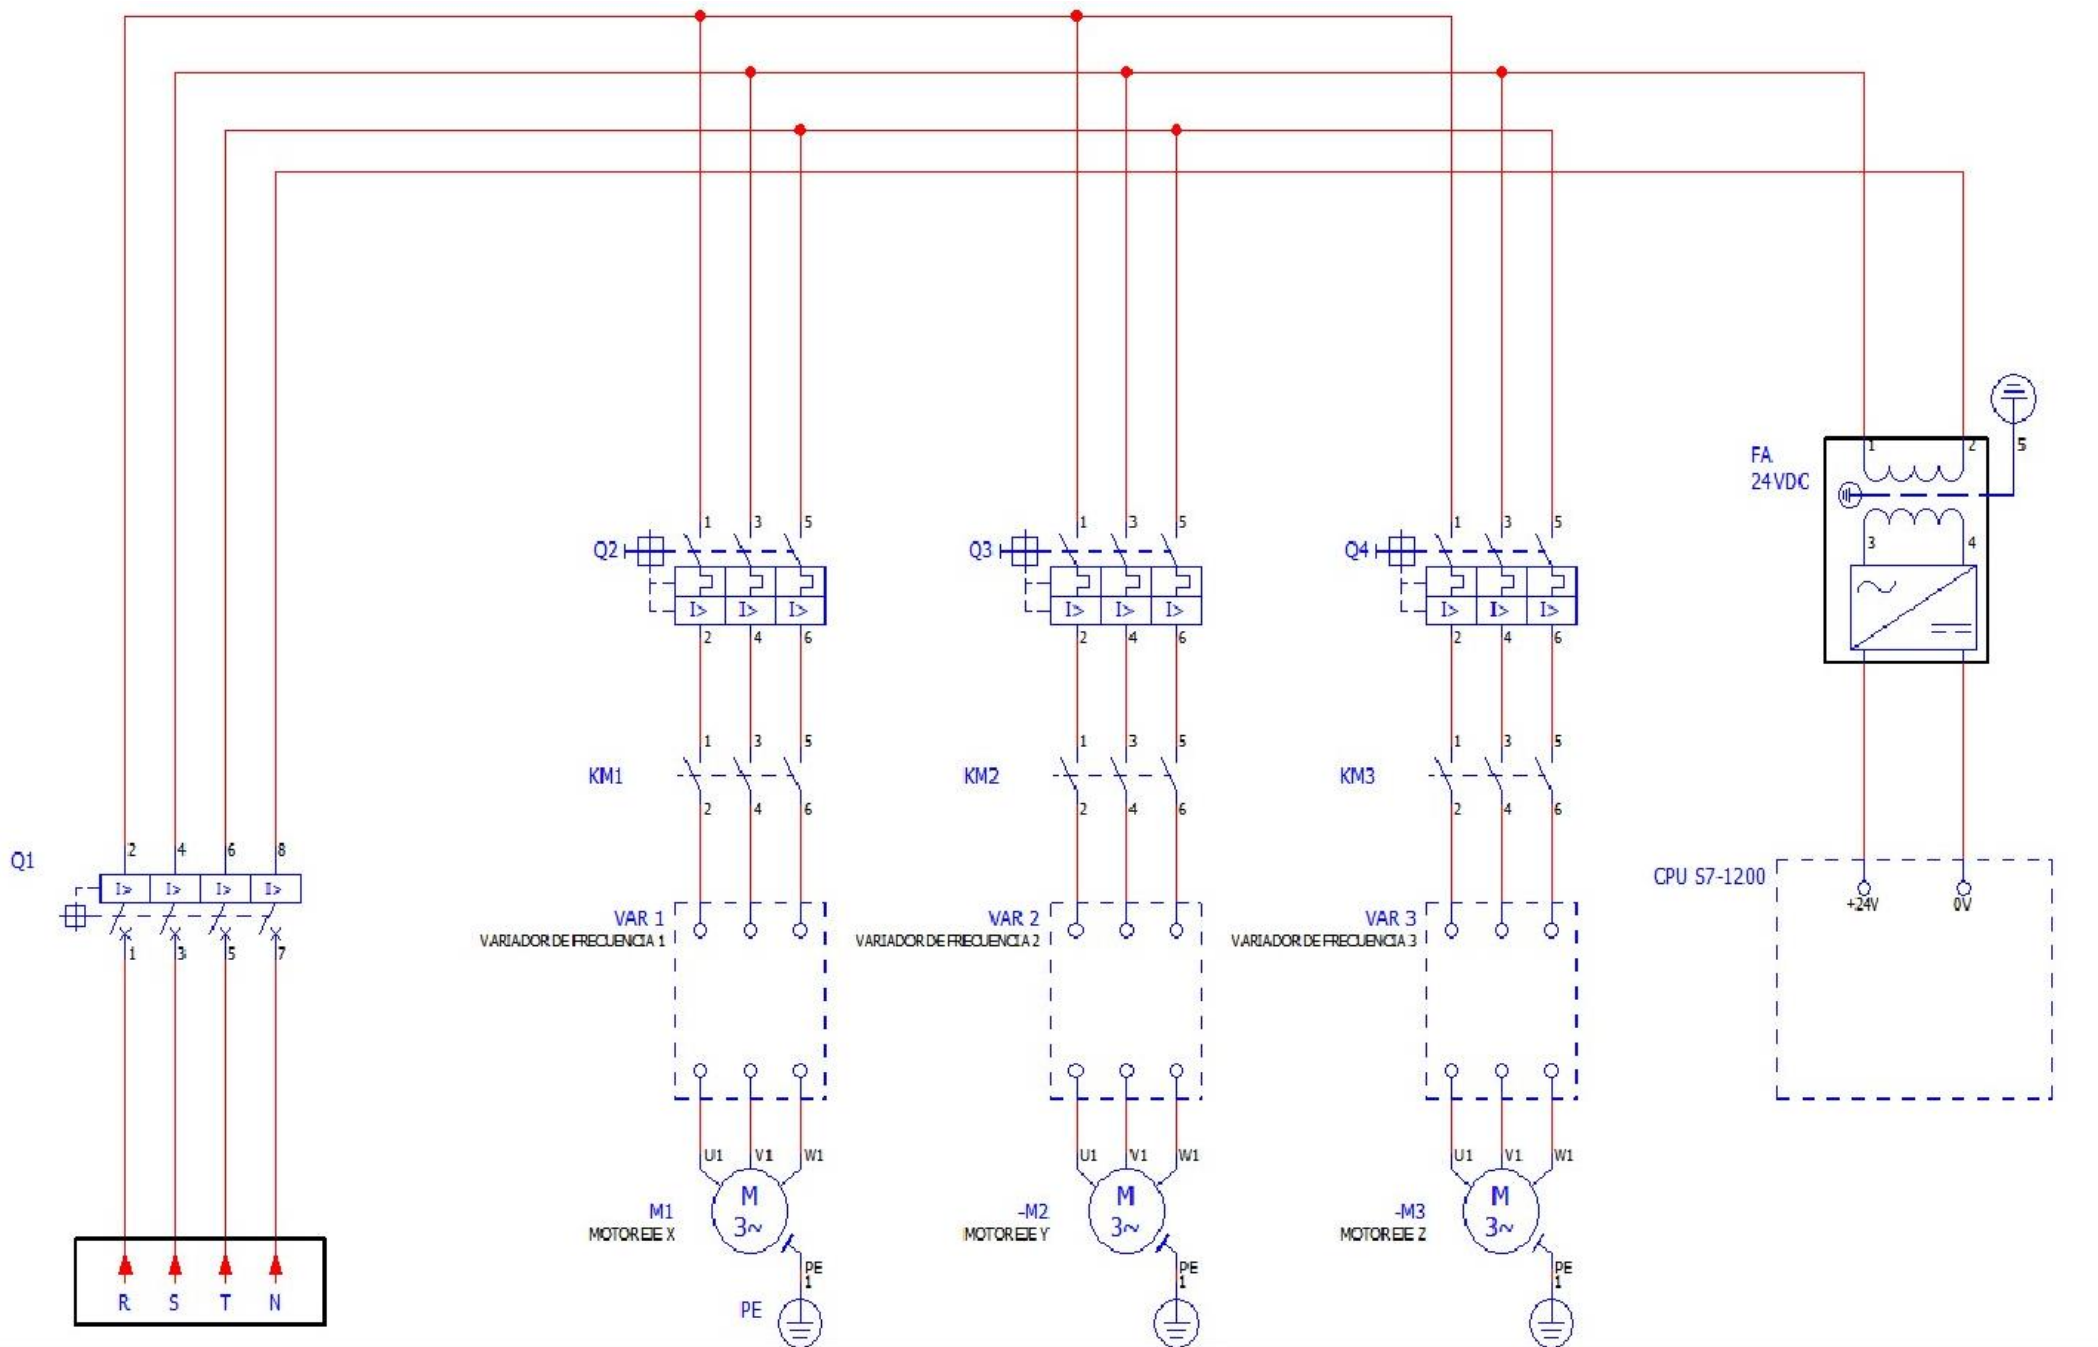 FA
24VDC
1
2
5
3
4
1
3
5
Q2
I>
I>
I>
2
4
6
1
3
5
Q3
I>
I>
I>
2
4
6
1
3
5
Q4
I>
I>
I>
2
4
6
KM1
1
3
5
2
4
6
KM2
1
3
5
2
4
6
KM3
1
3
5
2
4
6
Q1
2
4
6
8
I>
I>
I>
I>
1
3
5
7
VAR 1
VARIADOR DE FRECUENCIA 1
VAR 2
VARIADOR DE FRECUENCIA 2
VAR 3
VARIADOR DE FRECUENCIA 3
CPU S7-1200
+24V
0V
U1
V1
W1
M
3~
M1
MOTOR EJE X
PE
1
PE
U1
V1
W1
M
3~
-M2
MOTOR EJE Y
PE
1
U1
V1
W1
M
3~
-M3
MOTOR EJE Z
PE
1
R
S
T
N